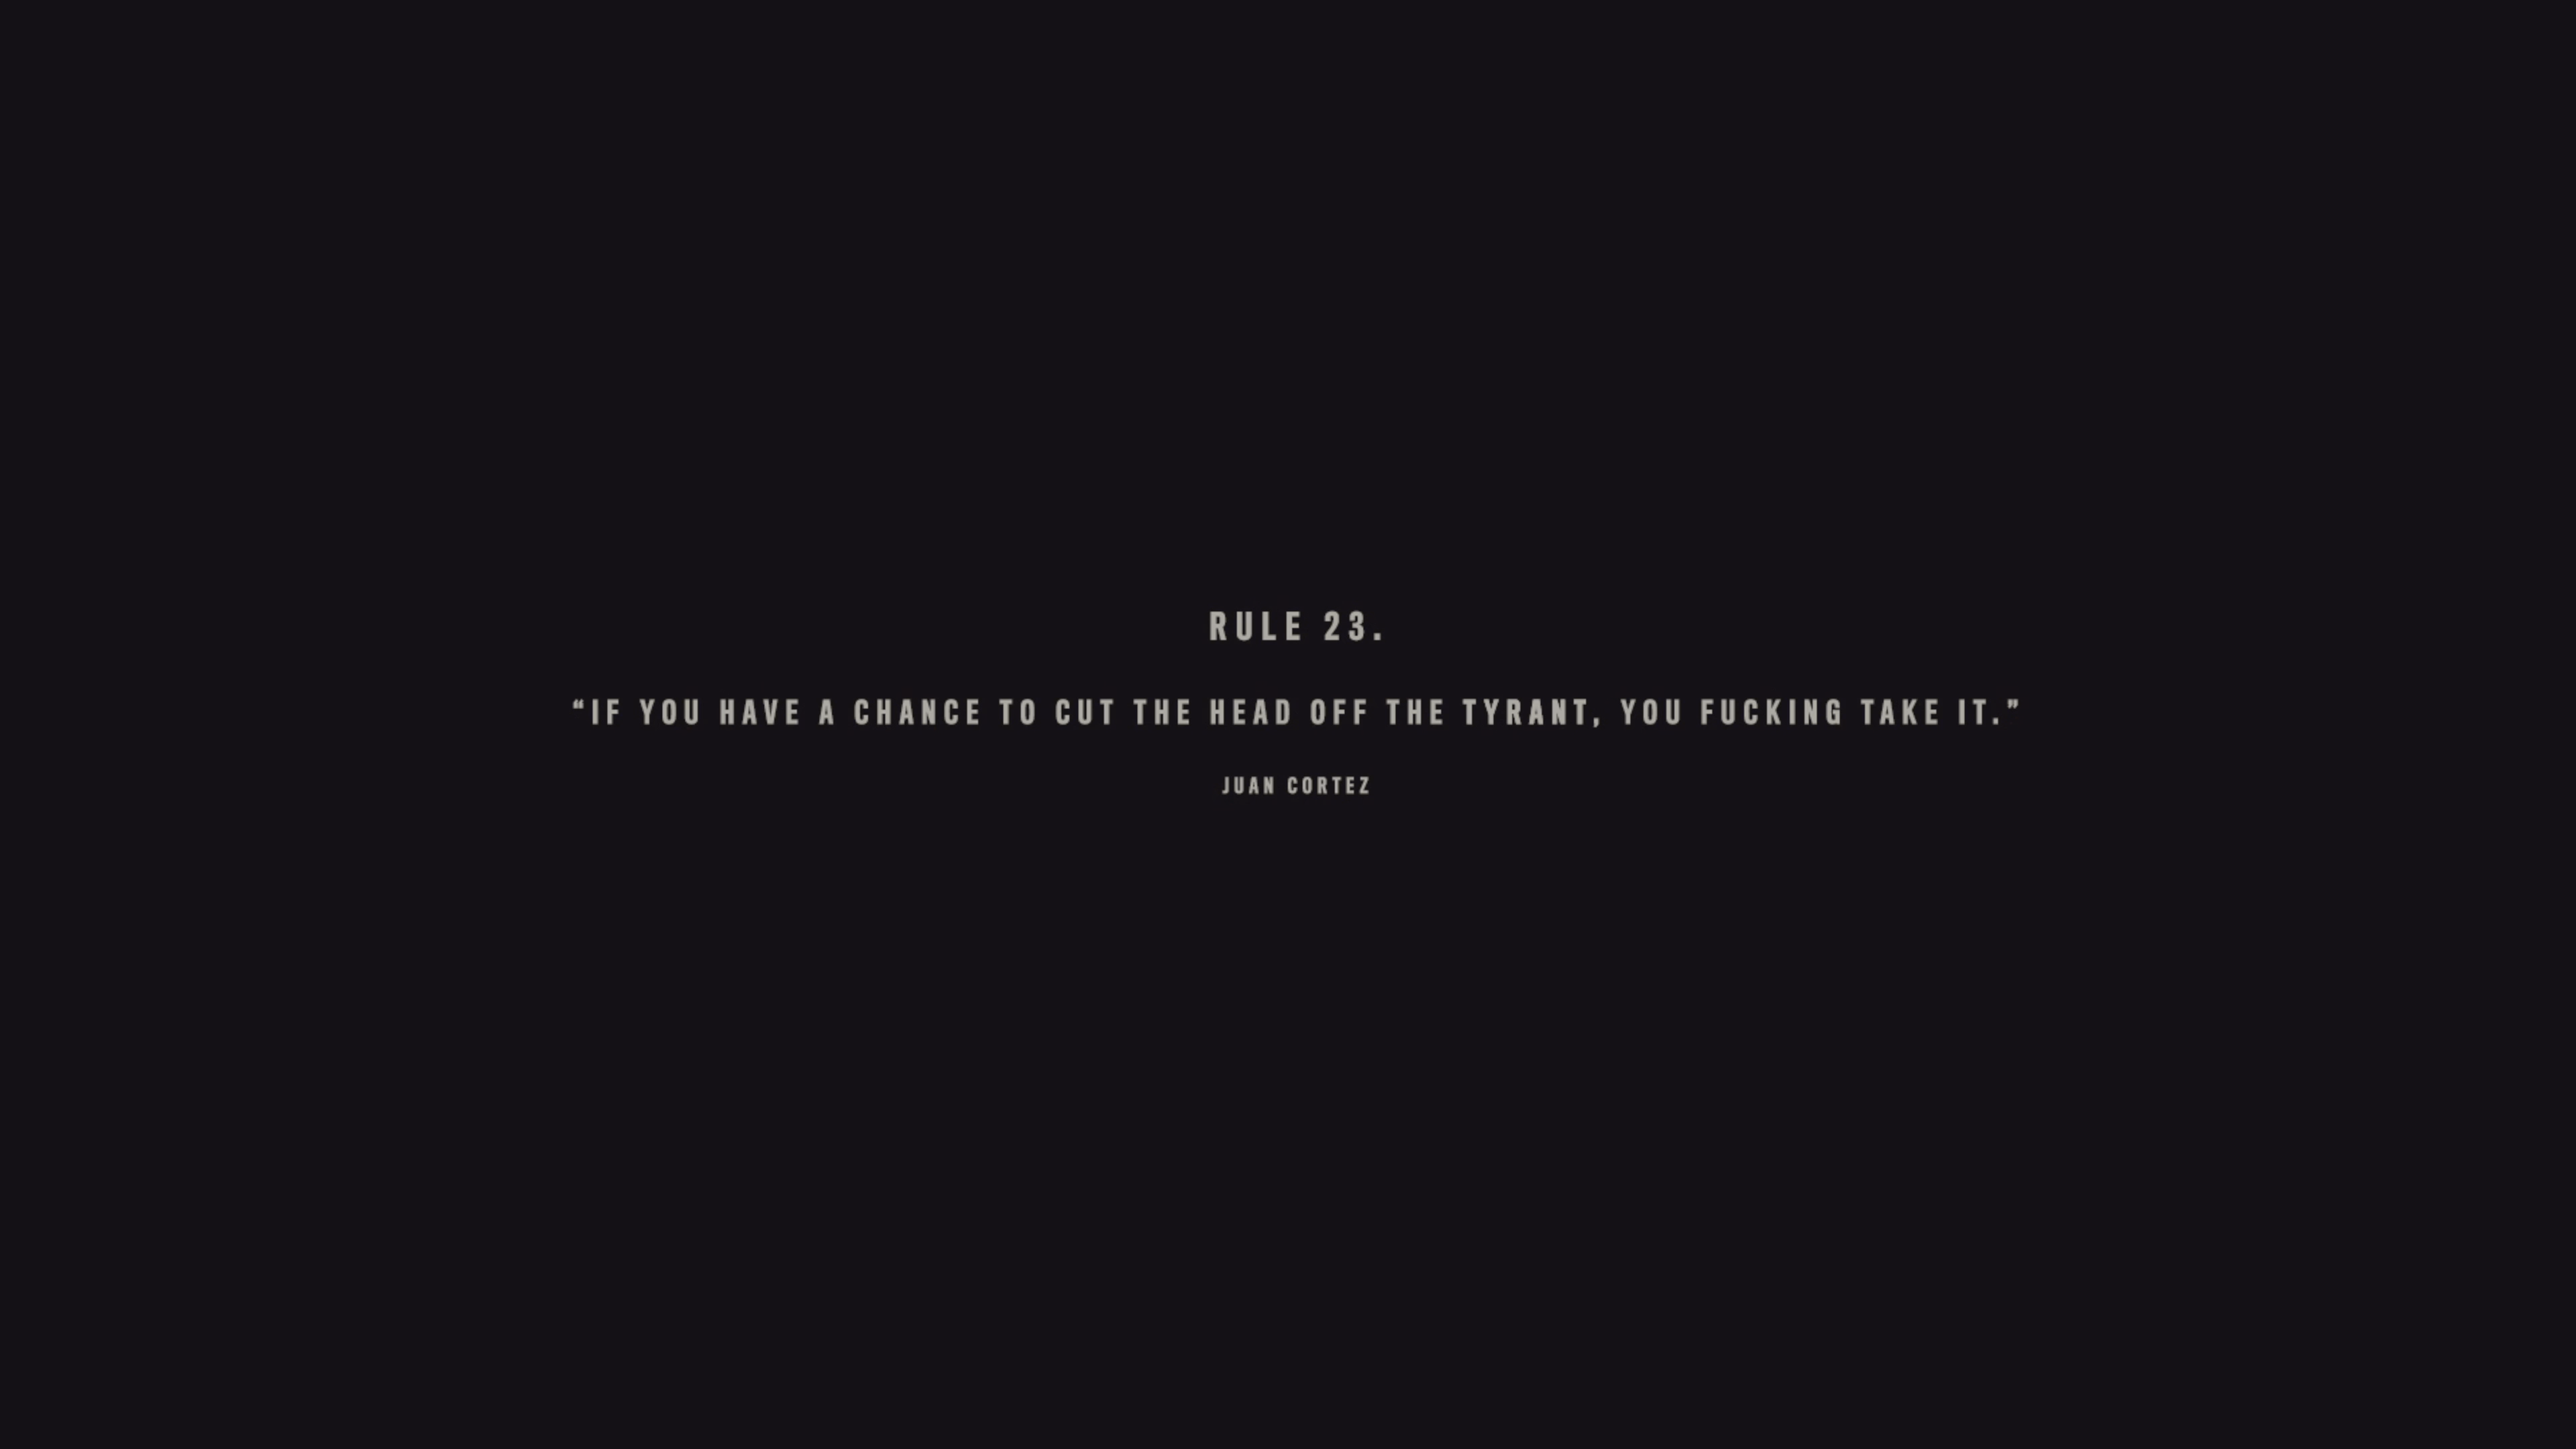 RULE 23.
“IF YOU HAVE A CHANCE TO CUT THE HEAD OFF THE TYRANT, YOU FUCKING TAKE IT.”
JUAN CORTEZ